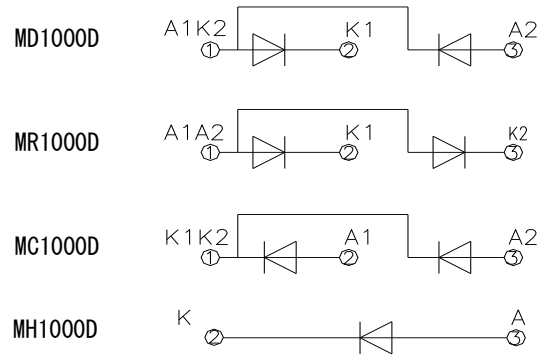 MD1000D A1K2 K1 A2
1 2 3
MR1000D A1A2 K1 K2
1 2 3
MC1000D K1K2 A1 A2
1 2 3
MH1000D K A
2 3